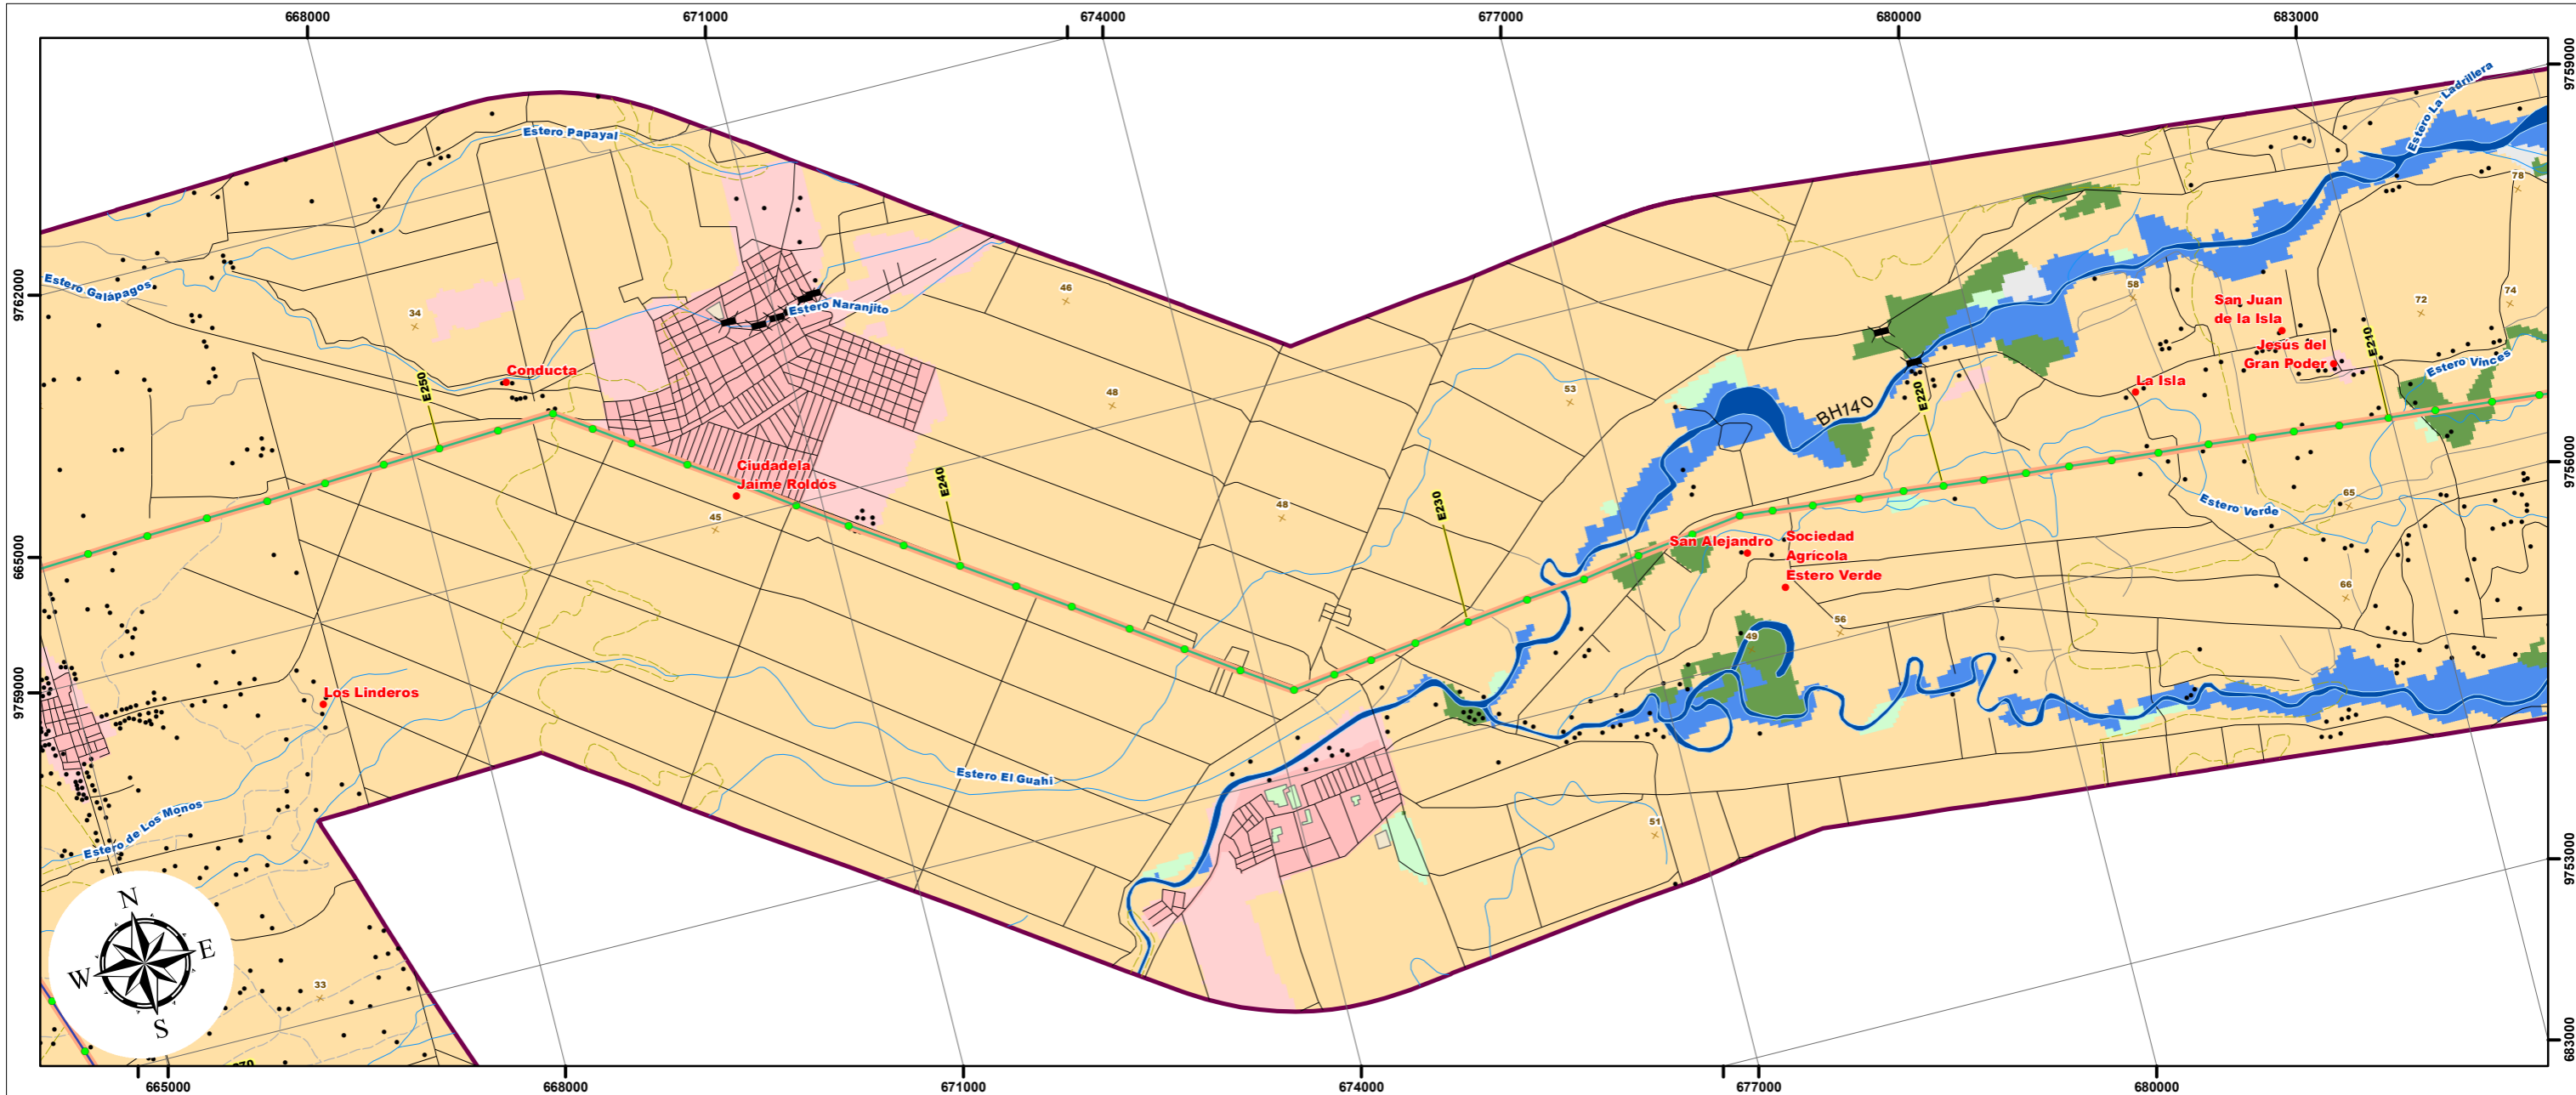 668000
671000
674000
677000
680000
683000
9759000
Estero La Ladrillera
Estero Papayal
78
Estero Galápagos
9762000
34
46
Estero Naranjito
58
San Juan
de la Isla
72
74
Jesus del
Gran Poder
E210
Estero Vinces
Conducta
E250
48
53
BH140
E220
La Isla
9756000
Ciudadela
Jaime Roldós
45
E240
48
E230
65
Estero Verde
665000
San Alejandro
Sociedad
Agrícola
Estero Verde
66
56
49
9759000
Los Linderos
Estero El Guahi
51
Estero de Los Monos
9753000
N
E
W
S
33
683000
665000
668000
671000
674000
677000
680000